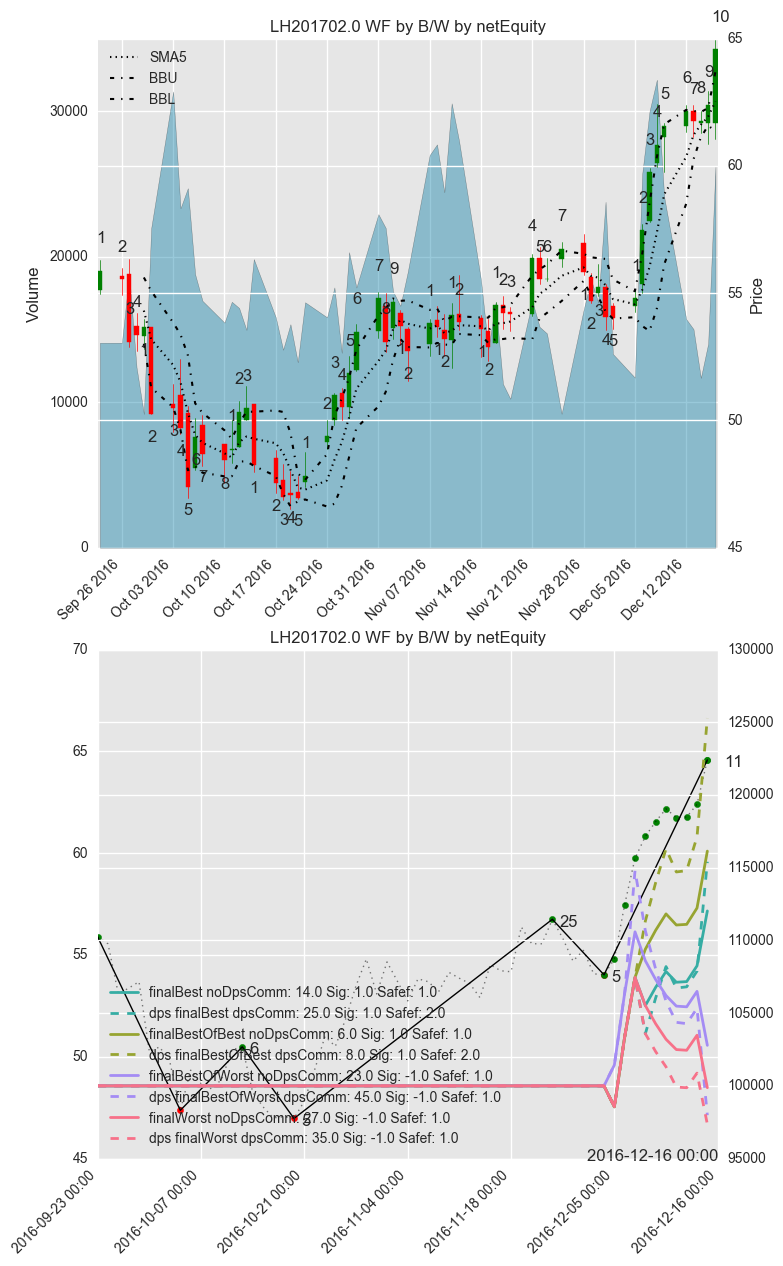 10
LH201702.0 WF by B/W by netEquity
SMA5
BBU
BBL
30000
20000
10000
0
Volume
65
60
55
50
45
Price
Sep 26 2016
Oct 03 2016
Oct 10 2016
Oct 17 2016
Oct 24 2016
Oct 31 2016
Nov 07 2016
Nov 14 2016
Nov 21 2016
Nov 28 2016
Dec 05 2016
Dec 12 2016
LH201702.0 WF by B/W by netEquity
70
65
60
55
50
45
130000
125000
120000
115000
110000
105000
100000
95000
11
25
5
6
finalBest noDpsComm: 14.0 Sig: 1.0 Safef: 1.0
dps finalBest dpsComm: 25.0 Sig: 1.0 Safef: 2.0
finalBestOfBest noDpsComm: 6.0 Sig: 1.0 Safef: 1.0
dps finalBestOfBest dpsComm: 8.0 Sig: 1.0 Safef: 2.0
finalBestOfWorst noDpsComm: 23.0 Sig: -1.0 Safef: 1.0
dps finalBestOfWorst dpsComm: 45.0 Sig: -1.0 Safef: 1.0
finalWorst noDpsComm: 27.0 Sig: -1.0 Safef: 1.0
dps finalWorst dpsComm: 35.0 Sig: -1.0 Safef: 1.0
2016-12-16 00:00
2016-09-23 00:00
2016-10-07 00:00
2016-10-21 00:00
2016-11-04 00:00
2016-11-18 00:00
2016-12-05 00:00
2016-12-16 00:00